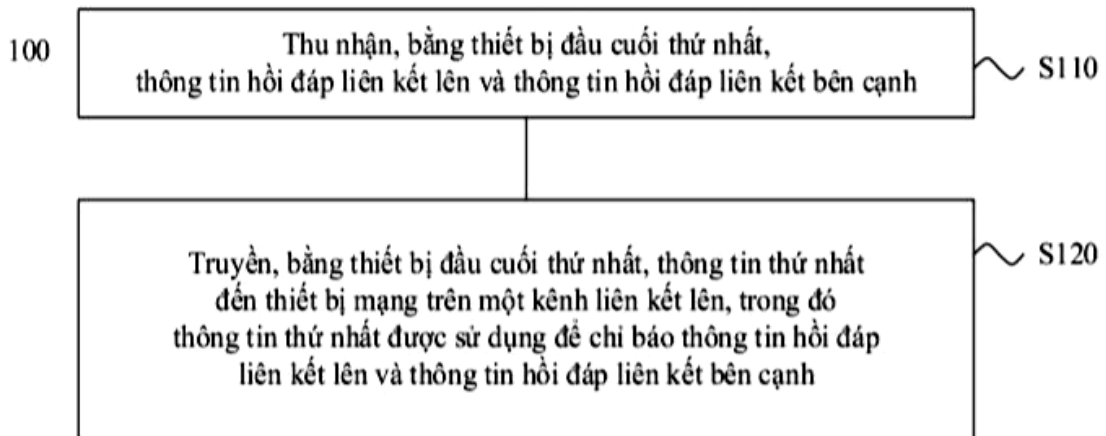 100
Thu nhận, bằng thiết bị đầu cuối thứ nhất,
thông tin hồi đáp liên kết lên và thông tin hồi đáp liên kết bên cạnh
S110
Truyền, bằng thiết bị đầu cuối thứ nhất, thông tin thứ nhất
đến thiết bị mạng trên một kênh liên kết lên, trong đó
thông tin thứ nhất được sử dụng để chỉ báo thông tin hồi đáp
liên kết lên và thông tin hồi đáp liên kết bên cạnh
S120